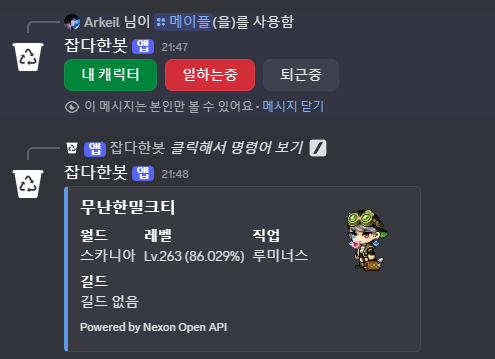 Arkeil 님이 메이플(을)를 사용함
잡다한봇 앱 21:47
내 캐릭터 일하는중 퇴근중
이 메시지는 본인만 볼 수 있어요 · 메시지 닫기
앱 잡다한봇 클릭해서 명령어 보기
잡다한봇 앱 21:48
무난한밀크티
월드 레벨 직업
스카니아 Lv.263 (86.029%) 루미너스
길드
길드 없음
Powered by Nexon Open API